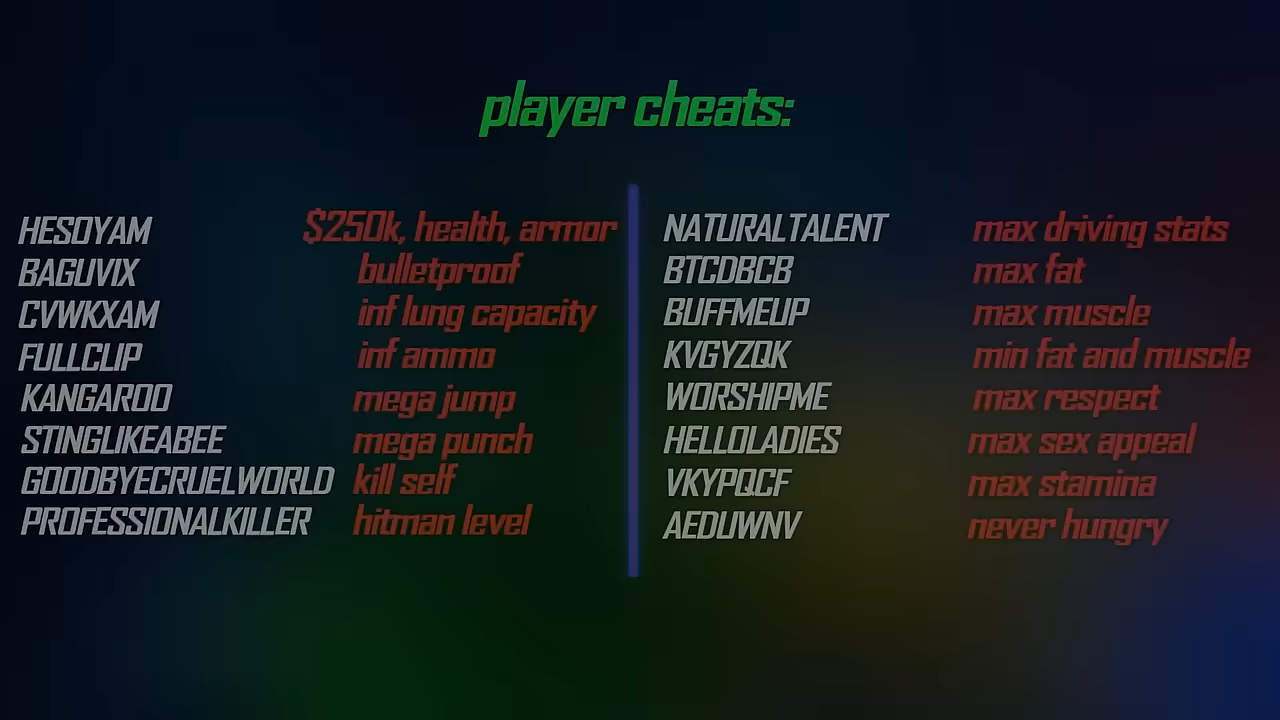 player cheats:
HESOYAM $250k, health, armor
BAGUVIX bulletproof
CVWKXAM inf lung capacity
FULLCLIP inf ammo
KANGAROO mega jump
STINGLIKEABEE mega punch
GOODBYECRUELWORLD kill self
PROFESSIONALKILLER hitman level
NATURALTALENT max driving stats
BTCDBCB max fat
BUFFMEUP max muscle
KVGYZQK min fat and muscle
WORSHIPME max respect
HELLOLADIES max sex appeal
VKYPQCF max stamina
AEDUWNV never hungry